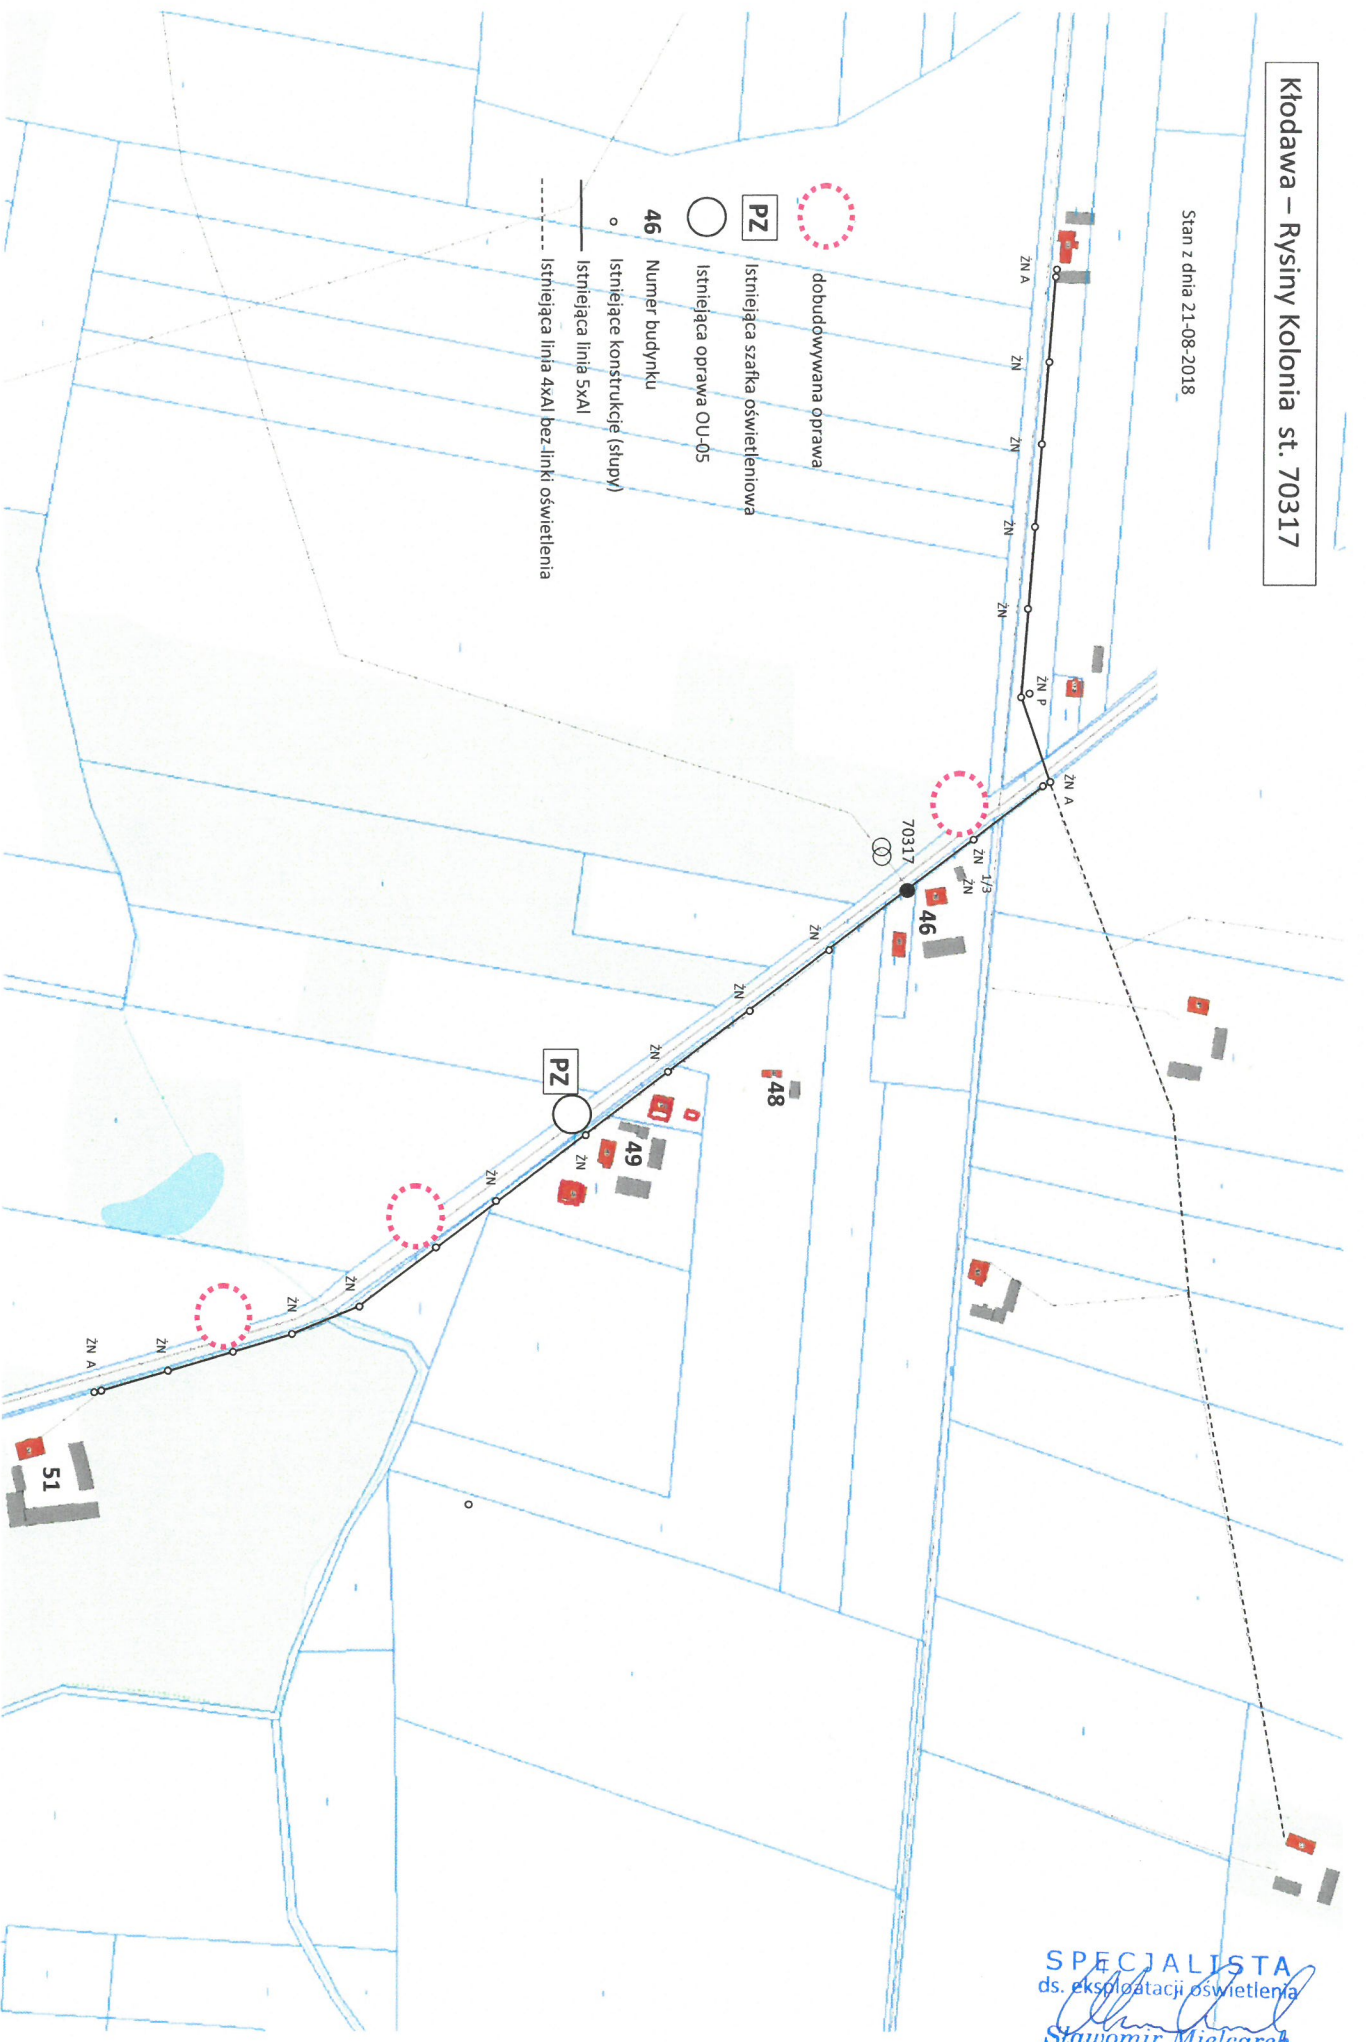 Kłodawa – Rysiny Kolonia st. 70317
Stan z dnia 21-08-2018
dobudowywana oprawa
PZ Istniejąca szafka oświetleniowa
Istniejąca oprawa OU-05
46 Numer budynku
Istniejące konstrukcje (słupy)
Istniejąca linia 5xAl
Istniejąca linia 4xAl bez linki oświetlenia
ŻN A
ŻN
ŻN
ŻN
ŻN
ŻN P
ŻN A
ŻN 1/3
ŻN
70317
46
ŻN
ŻN
48
ŻN
PZ
49
ŻN
ŻN
ŻN
ŻN
ŻN
ŻN A
51
SPECJALISTA
ds. eksploatacji oświetlenia
Sławomir Mielcarek